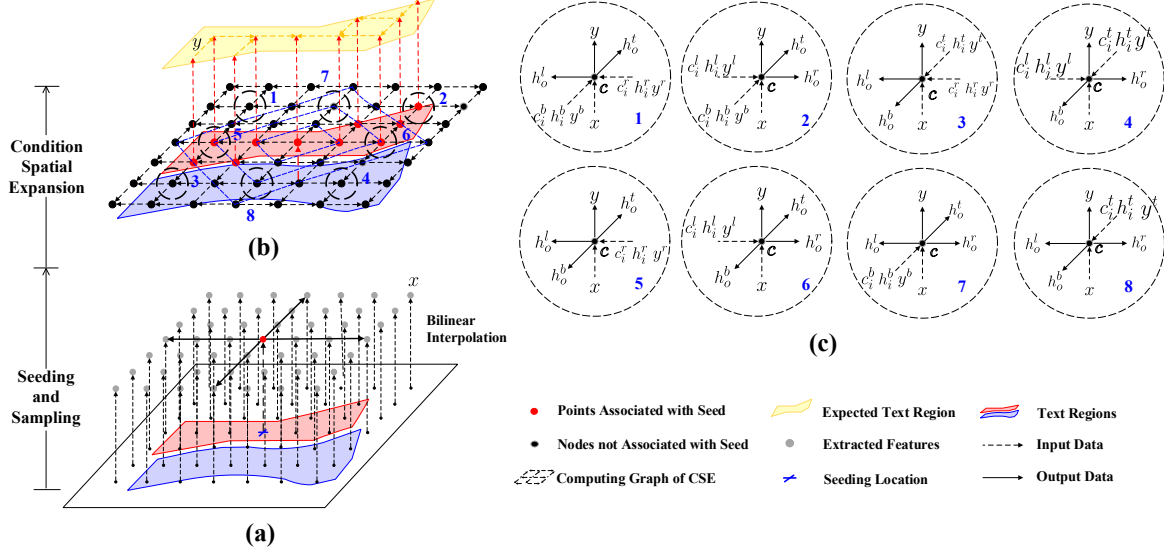 (b)
y
7
1
2
5
6
3
4
8
Condition
Spatial
Expansion
(b)
x
Bilinear
Interpolation
Seeding
and
Sampling
(a)
y
h_o^t
h_o^l
c_i^r h_i^r y^r
c_i^b h_i^b y^b
c
x
1
y
h_o^t
c_i^l h_i^l y^l
h_o^r
c_i^b h_i^b y^b
c
x
2
y
c_i^t h_i^t y^t
h_o^l
c_i^r h_i^r y^r
h_o^b
c
x
3
y
c_i^t h_i^t y^t
c_i^l h_i^l y^l
h_o^r
h_o^b
c
x
4
y
h_o^t
h_o^l
c_i^r h_i^r y^r
h_o^b
c
x
5
y
h_o^t
c_i^l h_i^l y^l
h_o^r
h_o^b
c
x
6
y
h_o^t
h_o^l
h_o^r
c_i^b h_i^b y^b
c
x
7
y
c_i^t h_i^t y^t
h_o^l
h_o^r
h_o^b
c
x
8
(c)
Points Associated with Seed
Expected Text Region
Text Regions
Nodes not Associated with Seed
Extracted Features
Input Data
Computing Graph of CSE
Seeding Location
Output Data